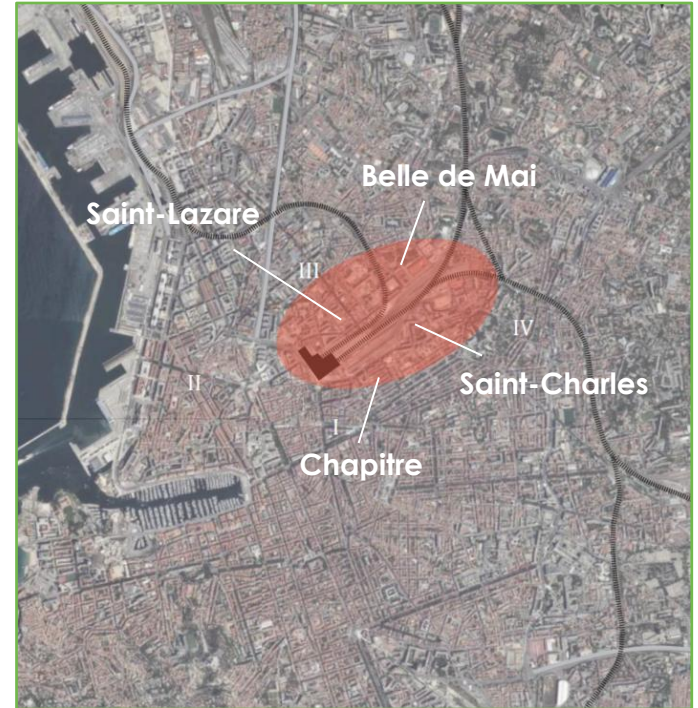 Belle de Mai
Saint-Lazare
III
IV
II
Saint-Charles
I
Chapitre